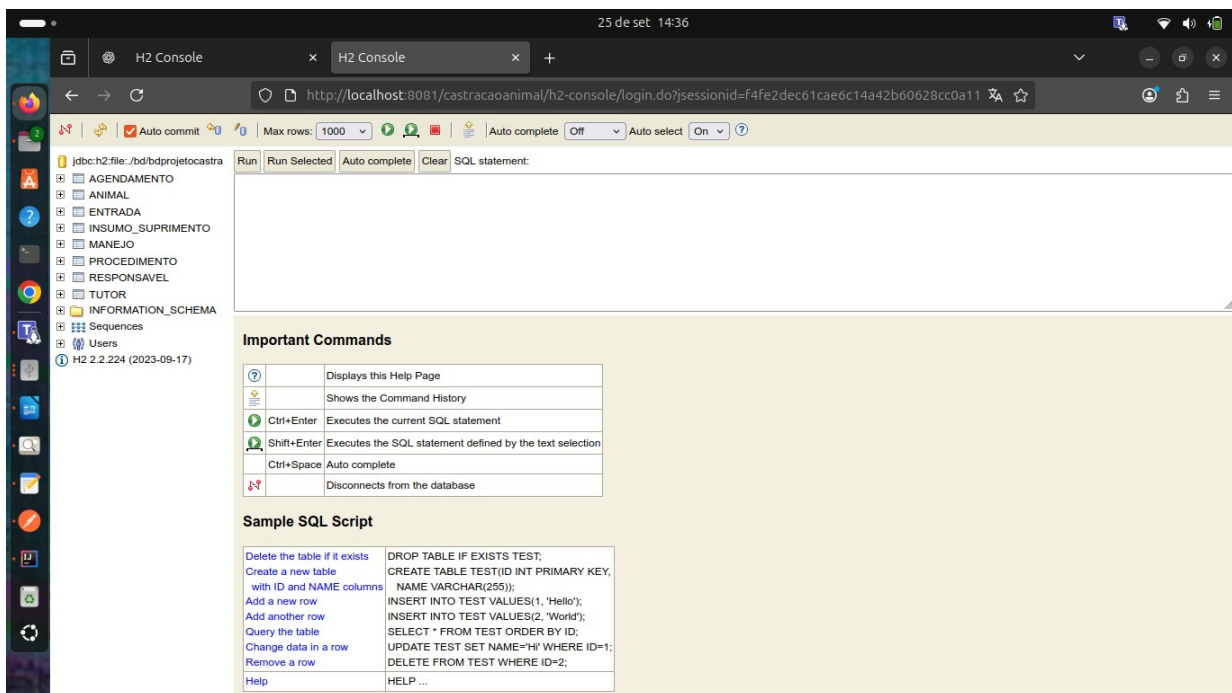 25 de set 14:36
H2 Console
H2 Console
http://localhost:8081/castracaoanimal/h2-console/login.do?jsessionid=f4fe2dec61cae6c14a42b60628cc0a11
Auto commit Max rows: 1000 Auto complete Off Auto select On
jdbc:h2:file:./bd/bdprojetocastra
AGENDAMENTO
ANIMAL
ENTRADA
INSUMO_SUPRIMENTO
MANEJO
PROCEDIMENTO
RESPONSAVEL
TUTOR
INFORMATION_SCHEMA
Sequences
Users
H2 2.2.224 (2023-09-17)
Run Run Selected Auto complete Clear SQL statement:
Important Commands
Displays this Help Page
Shows the Command History
Ctrl+Enter Executes the current SQL statement
Shift+Enter Executes the SQL statement defined by the text selection
Ctrl+Space Auto complete
Disconnects from the database
Sample SQL Script
Delete the table if it exists DROP TABLE IF EXISTS TEST;
Create a new table CREATE TABLE TEST(ID INT PRIMARY KEY,
with ID and NAME columns NAME VARCHAR(255));
Add a new row INSERT INTO TEST VALUES(1, 'Hello');
Add another row INSERT INTO TEST VALUES(2, 'World');
Query the table SELECT * FROM TEST ORDER BY ID;
Change data in a row UPDATE TEST SET NAME='Hi' WHERE ID=1;
Remove a row DELETE FROM TEST WHERE ID=2;
Help HELP ...